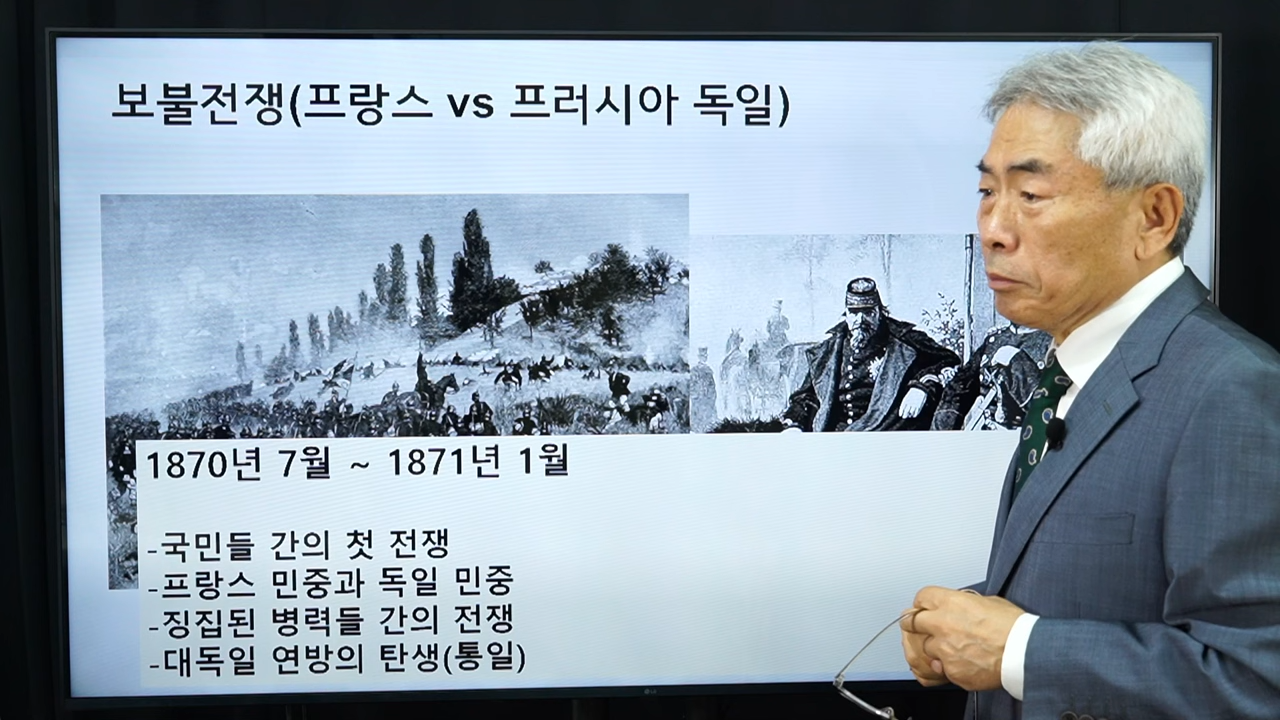 보불전쟁(프랑스 vs 프러시아 독일)
1870년 7월 ~ 1871년 1월
-국민들 간의 첫 전쟁
-프랑스 민중과 독일 민중
-징집된 병력들 간의 전쟁
-대독일 연방의 탄생(통일)
LG